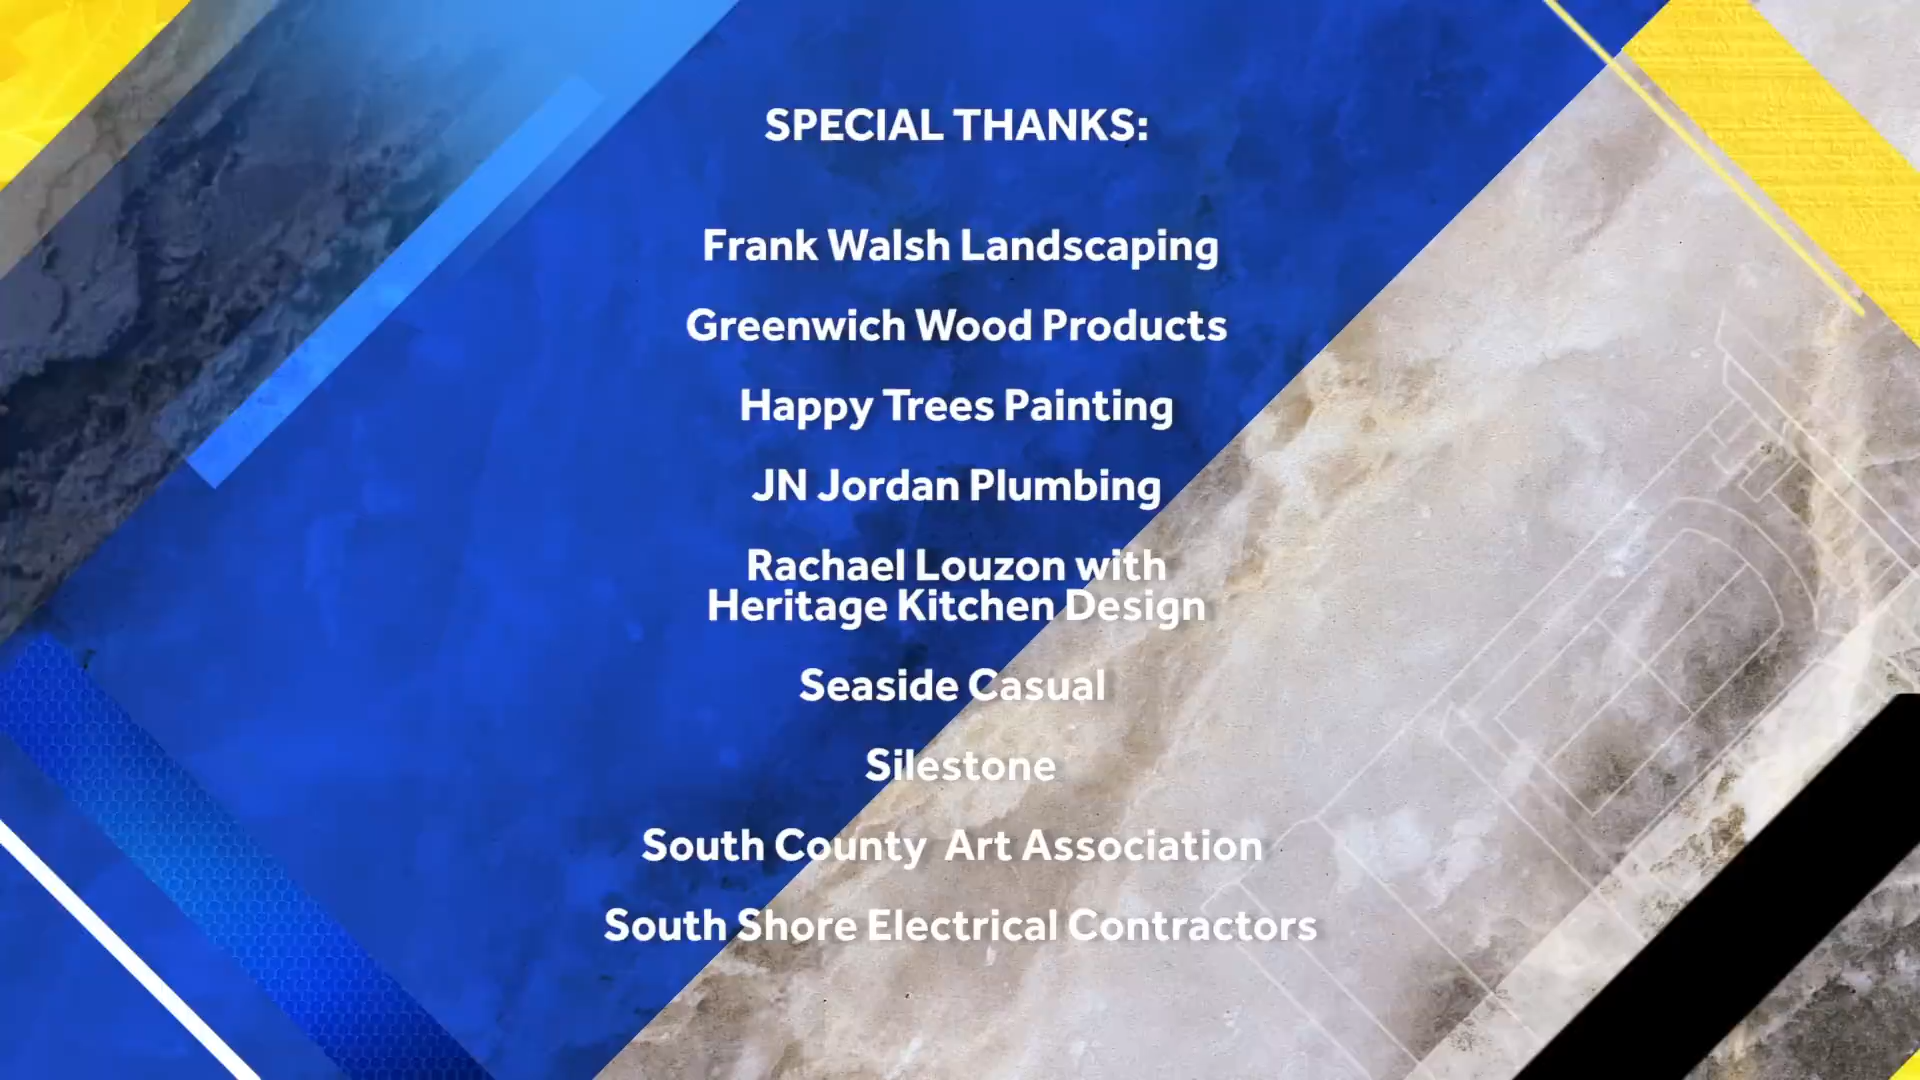 SPECIAL THANKS:
Frank Walsh Landscaping
Greenwich Wood Products
Happy Trees Painting
JN Jordan Plumbing
Rachael Louzon with
Heritage Kitchen Design
Seaside Casual
Silestone
South County  Art Association
South Shore Electrical Contractors